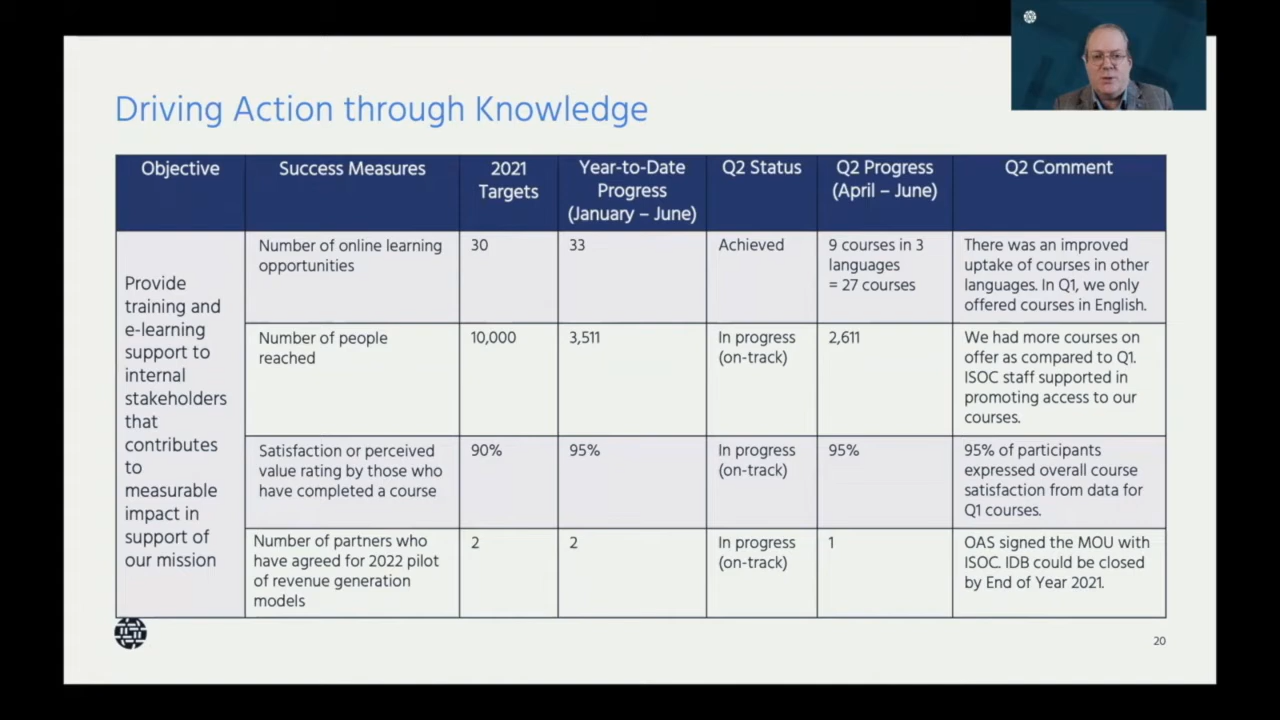 Driving Action through Knowledge
Objective
Success Measures
2021
Targets
Year-to-Date
Progress
(January – June)
Q2 Status
Q2 Progress
(April – June)
Q2 Comment
Provide
training and
e-learning
support to
internal
stakeholders
that
contributes
to
measurable
impact in
support of
our mission
Number of online learning
opportunities
30
33
Achieved
9 courses in 3
languages
= 27 courses
There was an improved
uptake of courses in other
languages. In Q1, we only
offered courses in English.
Number of people
reached
10,000
3,511
In progress
(on-track)
2,611
We had more courses on
offer as compared to Q1.
ISOC staff supported in
promoting access to our
courses.
Satisfaction or perceived
value rating by those who
have completed a course
90%
95%
In progress
(on-track)
95%
95% of participants
expressed overall course
satisfaction from data for
Q1 courses.
Number of partners who
have agreed for 2022 pilot
of revenue generation
models
2
2
In progress
(on-track)
1
OAS signed the MOU with
ISOC. IDB could be closed
by End of Year 2021.
20